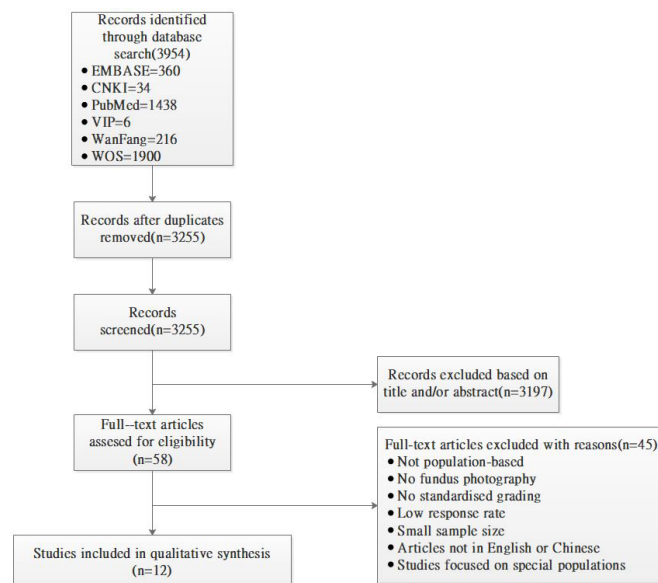 Records identified
through database
search(3954)
● EMBASE=360
● CNKI=34
● PubMed=1438
● VIP=6
● WanFang=216
● WOS=1900
Records after duplicates
removed(n=3255)
Records
screened(n=3255)
Records excluded based on
title and/or abstract(n=3197)
Full--text articles
assesed for eligibility
(n=58)
Full-text articles excluded with reasons(n=45)
● Not population-based
● No fundus photography
● No standardised grading
● Low response rate
● Small sample size
● Articles not in English or Chinese
● Studies focused on special populations
Studies included in qualitative synthesis
(n=12)